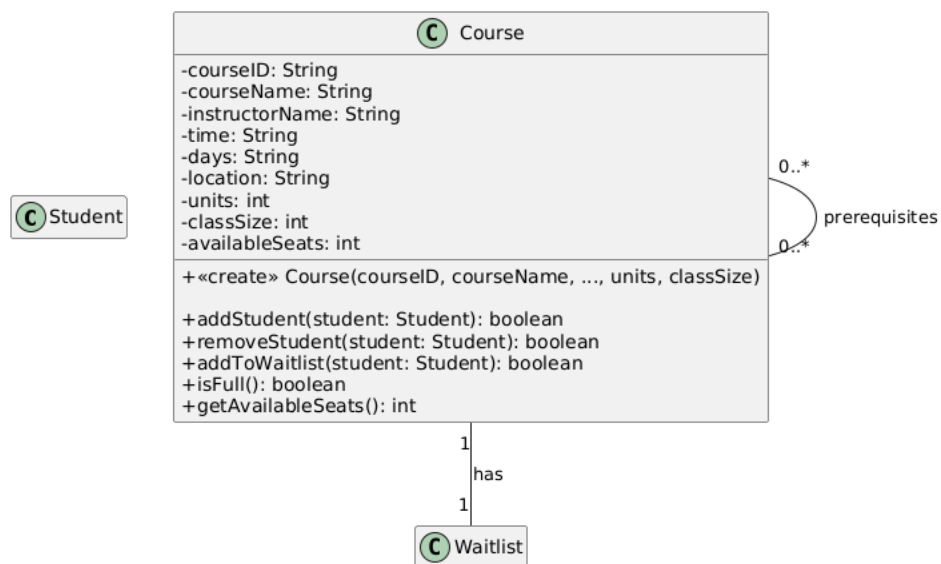 C Course
-courseID: String
-courseName: String
-instructorName: String
-time: String
-days: String
-location: String
-units: int
-classSize: int
-availableSeats: int
+«create» Course(courseID, courseName, ..., units, classSize)
+addStudent(student: Student): boolean
+removeStudent(student: Student): boolean
+addToWaitlist(student: Student): boolean
+isFull(): boolean
+getAvailableSeats(): int
C Student
0..*
prerequisites
0..*
1
has
1
C Waitlist